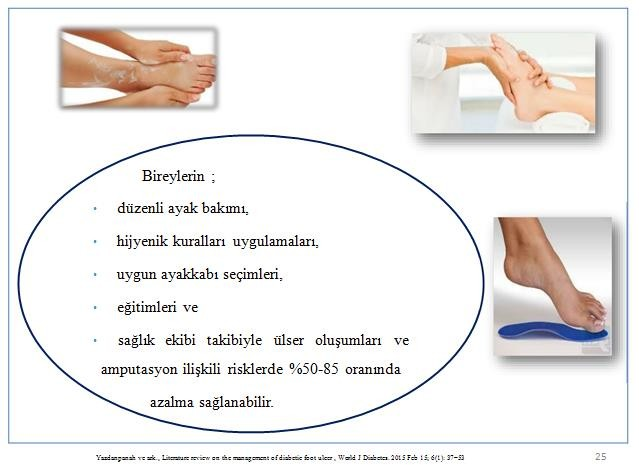 Bireylerin ;
• düzenli ayak bakımı,
• hijyenik kuralları uygulamaları,
• uygun ayakkabı seçimleri,
• eğitimleri ve
• sağlık ekibi takibiyle ülser oluşumları ve
amputasyon ilişkili risklerde %50-85 oranında
azalma sağlanabilir.
Yazdanpanah ve ark., Literature review on the management of diabetic foot ulcer , World J Diabetes. 2015 Feb 15; 6(1): 37–53
25